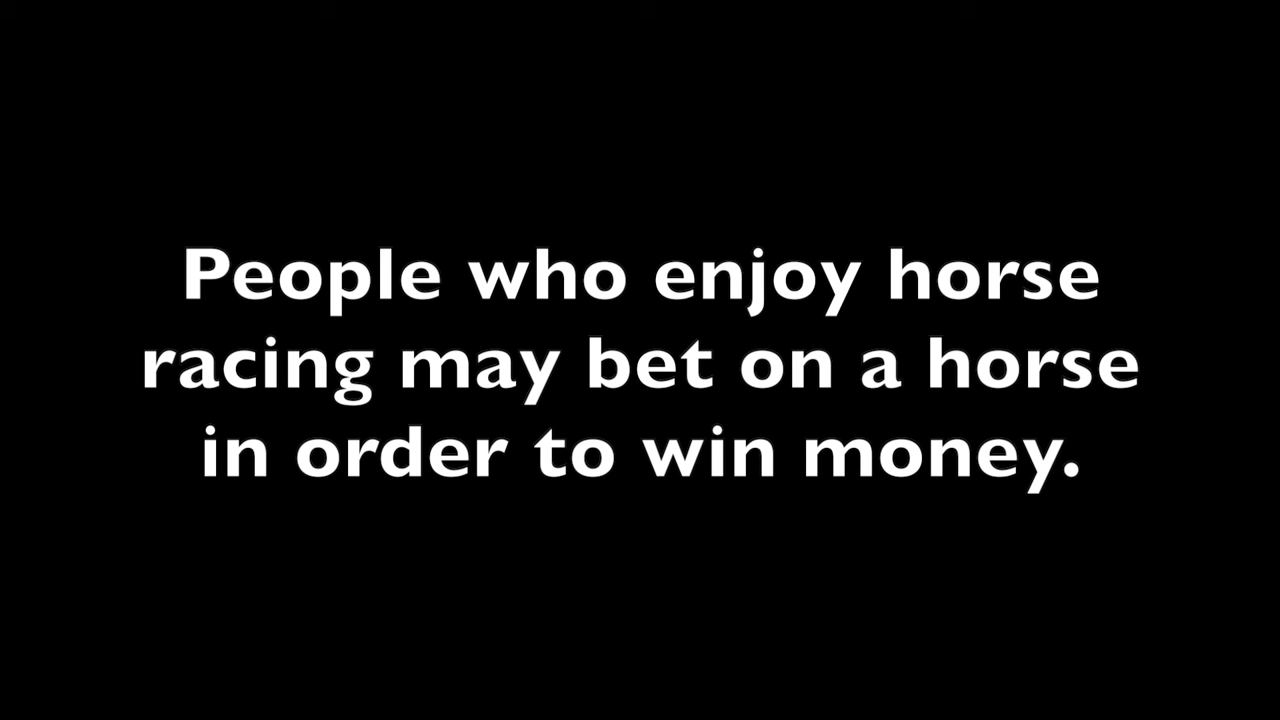 People who enjoy horse
racing may bet on a horse
in order to win money.